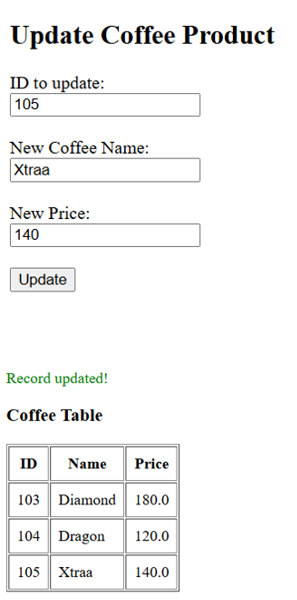 Update Coffee Product
ID to update:
105
New Coffee Name:
Xtraa
New Price:
140
Update
Record updated!
Coffee Table
ID Name Price
103 Diamond 180.0
104 Dragon 120.0
105 Xtraa 140.0